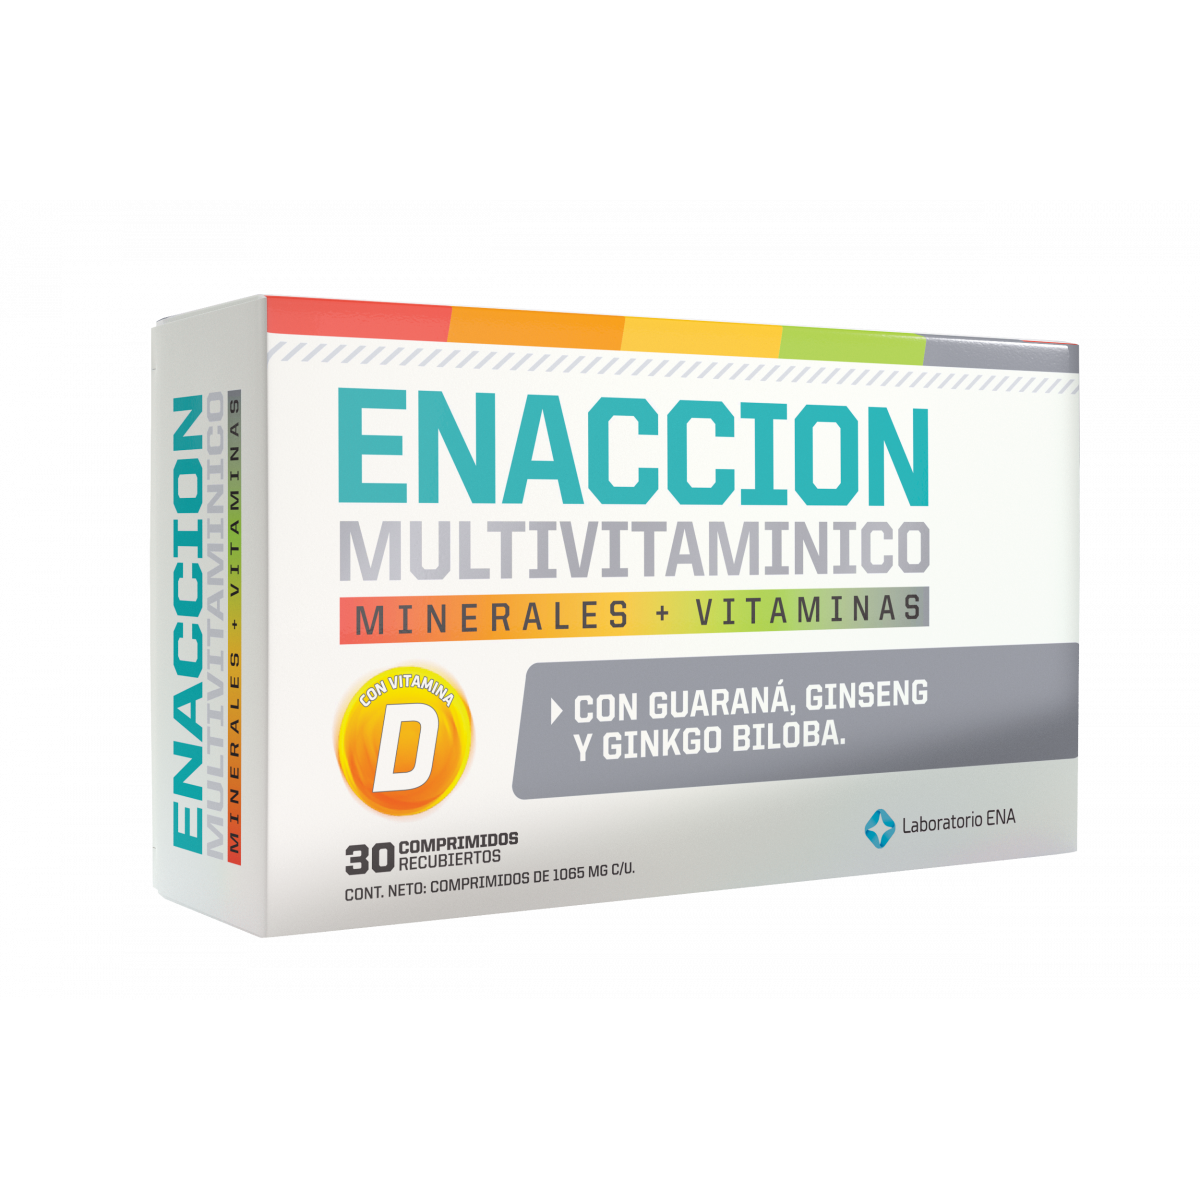 ENACCION
MULTIVITAMINICO
MINERALES + VITAMINAS
ENACCION
MULTIVITAMINICO
MINERALES + VITAMINAS
CON VITAMINA
D
CON GUARANÁ, GINSENG
Y GINKGO BILOBA.
30 COMPRIMIDOS
RECUBIERTOS
CONT. NETO: COMPRIMIDOS DE 1065 MG C/U.
Laboratorio ENA